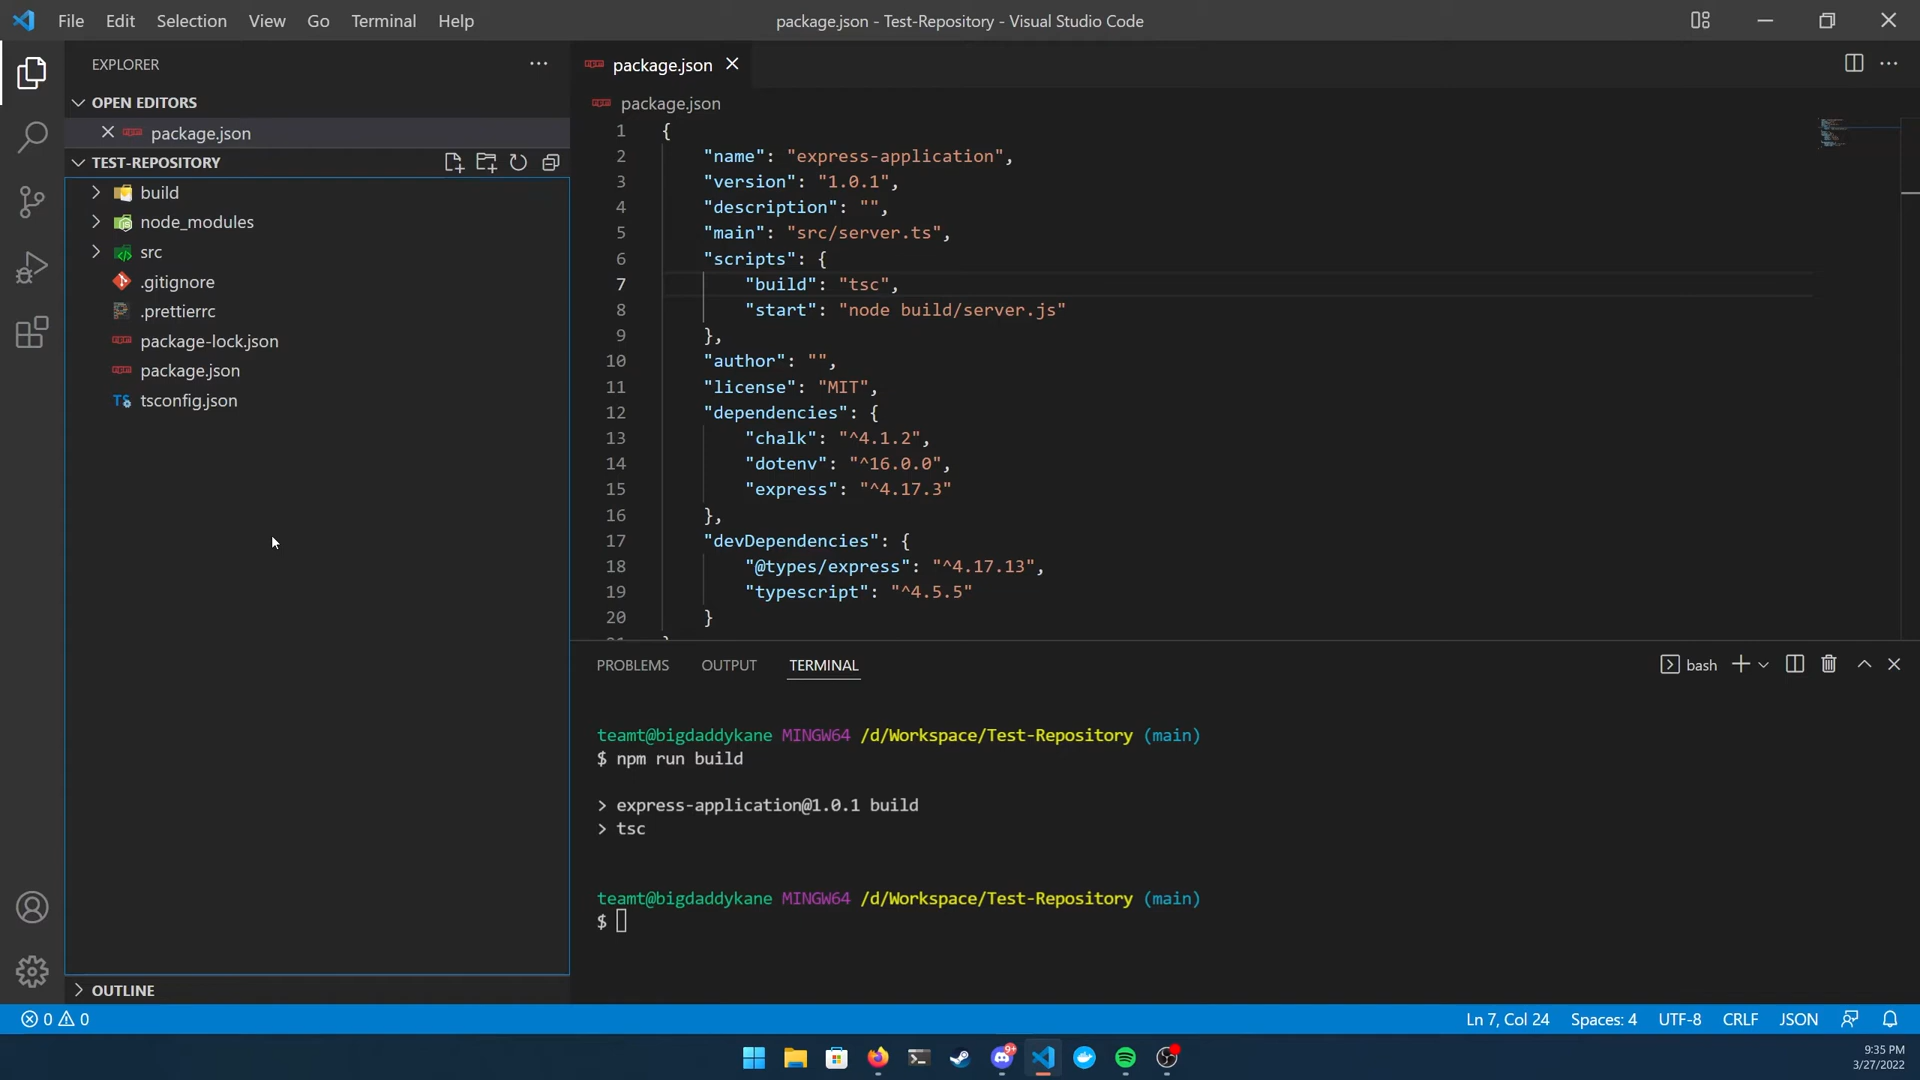 File Edit Selection View Go Terminal Help
package.json - Test-Repository - Visual Studio Code
EXPLORER
OPEN EDITORS
package.json
TEST-REPOSITORY
build
node_modules
src
.gitignore
.prettierrc
package-lock.json
package.json
TS tsconfig.json
OUTLINE
package.json
package.json
1 {
2 "name": "express-application",
3 "version": "1.0.1",
4 "description": "",
5 "main": "src/server.ts",
6 "scripts": {
7 "build": "tsc",
8 "start": "node build/server.js"
9 },
10 "author": "",
11 "license": "MIT",
12 "dependencies": {
13 "chalk": "^4.1.2",
14 "dotenv": "^16.0.0",
15 "express": "^4.17.3"
16 },
17 "devDependencies": {
18 "@types/express": "^4.17.13",
19 "typescript": "^4.5.5"
20 }
PROBLEMS OUTPUT TERMINAL
bash
teamt@bigdaddykane MINGW64 /d/Workspace/Test-Repository (main)
$ npm run build
> express-application@1.0.1 build
> tsc
teamt@bigdaddykane MINGW64 /d/Workspace/Test-Repository (main)
$
0 0
Ln 7, Col 24 Spaces: 4 UTF-8 CRLF JSON
9+
9:35 PM
3/27/2022